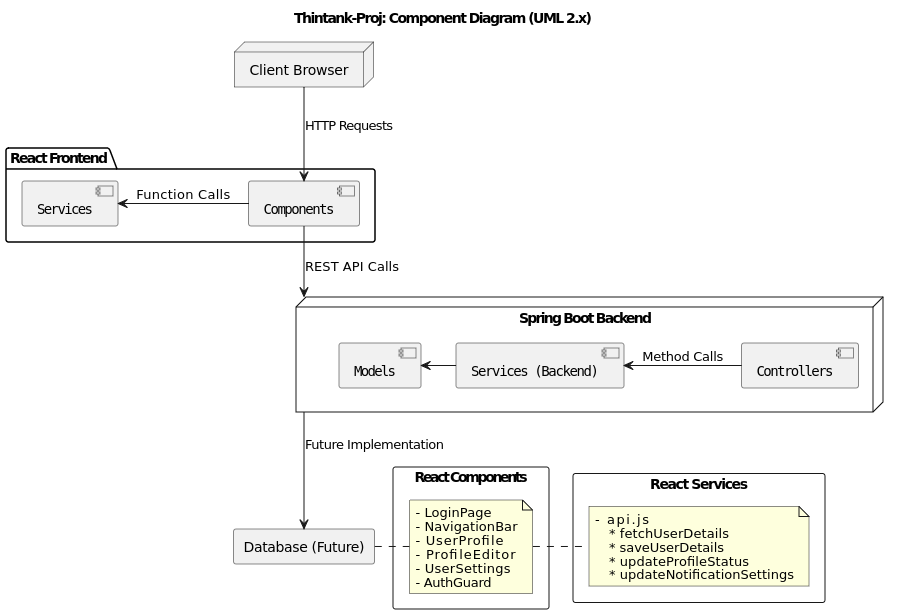 Thintank-Proj: Component Diagram (UML 2.x)
Client Browser
HTTP Requests
React Frontend
Services
Function Calls
Components
REST API Calls
Spring Boot Backend
Models
Services (Backend)
Method Calls
Controllers
Future Implementation
Database (Future)
React Components
- LoginPage
- NavigationBar
- UserProfile
- ProfileEditor
- UserSettings
- AuthGuard
React Services
- api.js
* fetchUserDetails
* saveUserDetails
* updateProfileStatus
* updateNotificationSettings